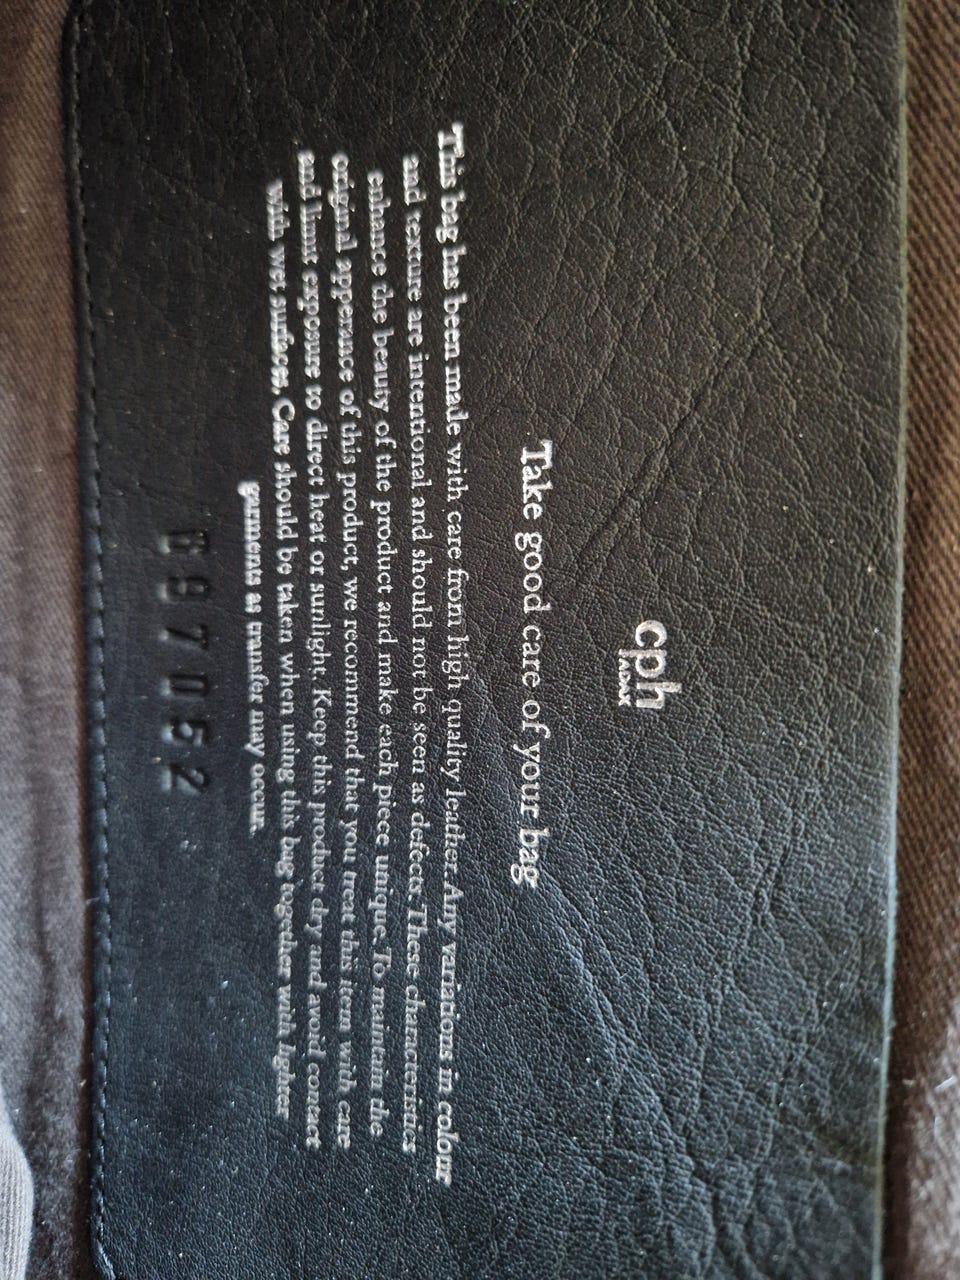 cph
Take good care of your bag
This bag has been made with care from high quality leather. Any variations in colour
and texture are intentional and should not be seen as defects. These characteristics
enhance the beauty of the product and make each piece unique. To maintain the
original apperance of this product, we recommend that you treat this item with care
and limit exposure to direct heat or sunlight. Keep this product dry and avoid contact
with wet surfaces. Care should be taken when using this bag together with lighter
garments as transfer may occur.